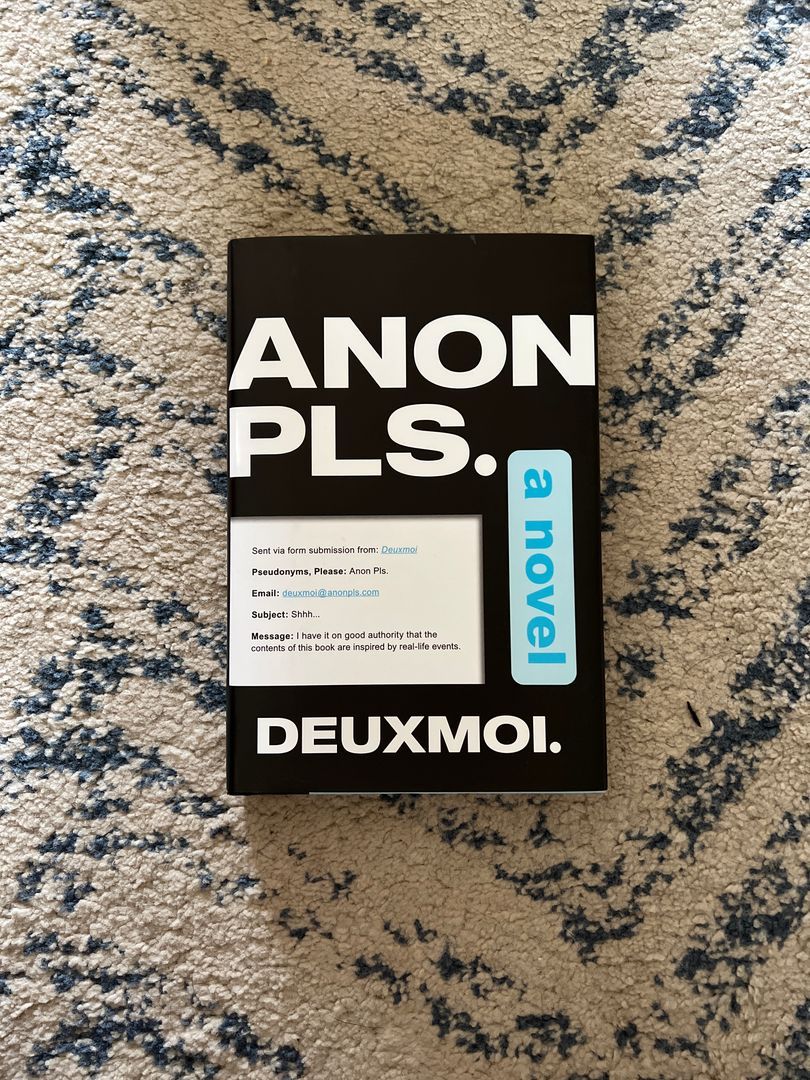 ANON
PLS.
a novel
Sent via form submission from: Deuxmoi
Pseudonyms, Please: Anon Pls.
Email: deuxmoi@anonpls.com
Subject: Shhh...
Message: I have it on good authority that the
contents of this book are inspired by real-life events.
DEUXMOI.